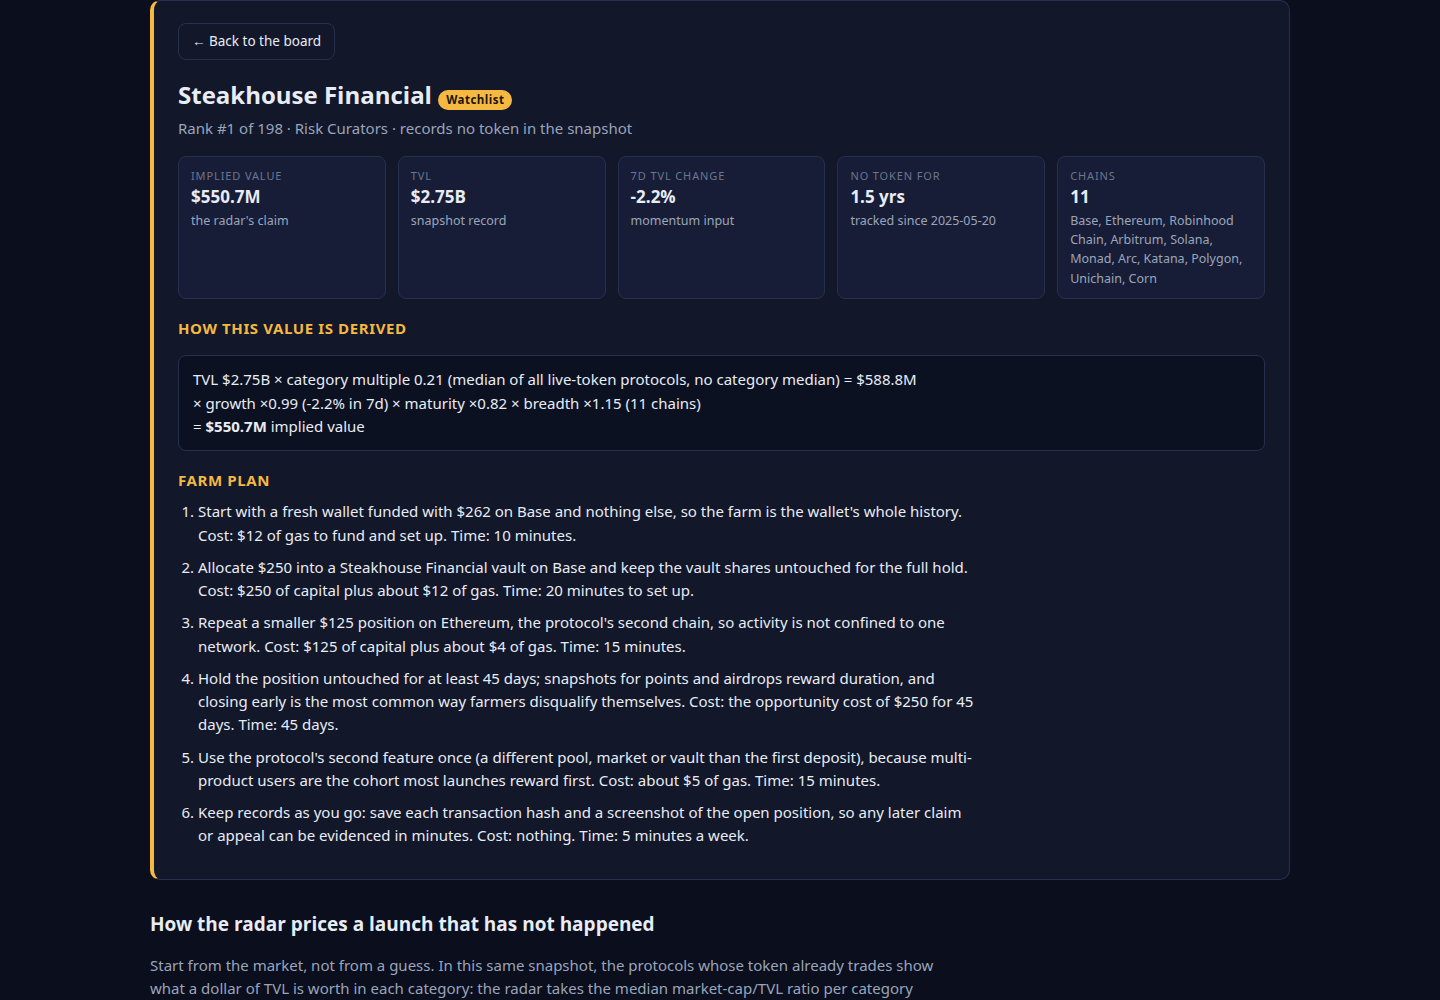 ← Back to the board
Steakhouse Financial Watchlist
Rank #1 of 198 · Risk Curators · records no token in the snapshot
IMPLIED VALUE
$550.7M
the radar's claim
TVL
$2.75B
snapshot record
7D TVL CHANGE
-2.2%
momentum input
NO TOKEN FOR
1.5 yrs
tracked since 2025-05-20
CHAINS
11
Base, Ethereum, Robinhood
Chain, Arbitrum, Solana,
Monad, Arc, Katana, Polygon,
Unichain, Corn
HOW THIS VALUE IS DERIVED
TVL $2.75B × category multiple 0.21 (median of all live-token protocols, no category median) = $588.8M
× growth ×0.99 (-2.2% in 7d) × maturity ×0.82 × breadth ×1.15 (11 chains)
= $550.7M implied value
FARM PLAN
1. Start with a fresh wallet funded with $262 on Base and nothing else, so the farm is the wallet's whole history.
Cost: $12 of gas to fund and set up. Time: 10 minutes.
2. Allocate $250 into a Steakhouse Financial vault on Base and keep the vault shares untouched for the full hold.
Cost: $250 of capital plus about $12 of gas. Time: 20 minutes to set up.
3. Repeat a smaller $125 position on Ethereum, the protocol's second chain, so activity is not confined to one
network. Cost: $125 of capital plus about $4 of gas. Time: 15 minutes.
4. Hold the position untouched for at least 45 days; snapshots for points and airdrops reward duration, and
closing early is the most common way farmers disqualify themselves. Cost: the opportunity cost of $250 for 45
days. Time: 45 days.
5. Use the protocol's second feature once (a different pool, market or vault than the first deposit), because multi-
product users are the cohort most launches reward first. Cost: about $5 of gas. Time: 15 minutes.
6. Keep records as you go: save each transaction hash and a screenshot of the open position, so any later claim
or appeal can be evidenced in minutes. Cost: nothing. Time: 5 minutes a week.
How the radar prices a launch that has not happened
Start from the market, not from a guess. In this same snapshot, the protocols whose token already trades show
what a dollar of TVL is worth in each category: the radar takes the median market-cap/TVL ratio per category